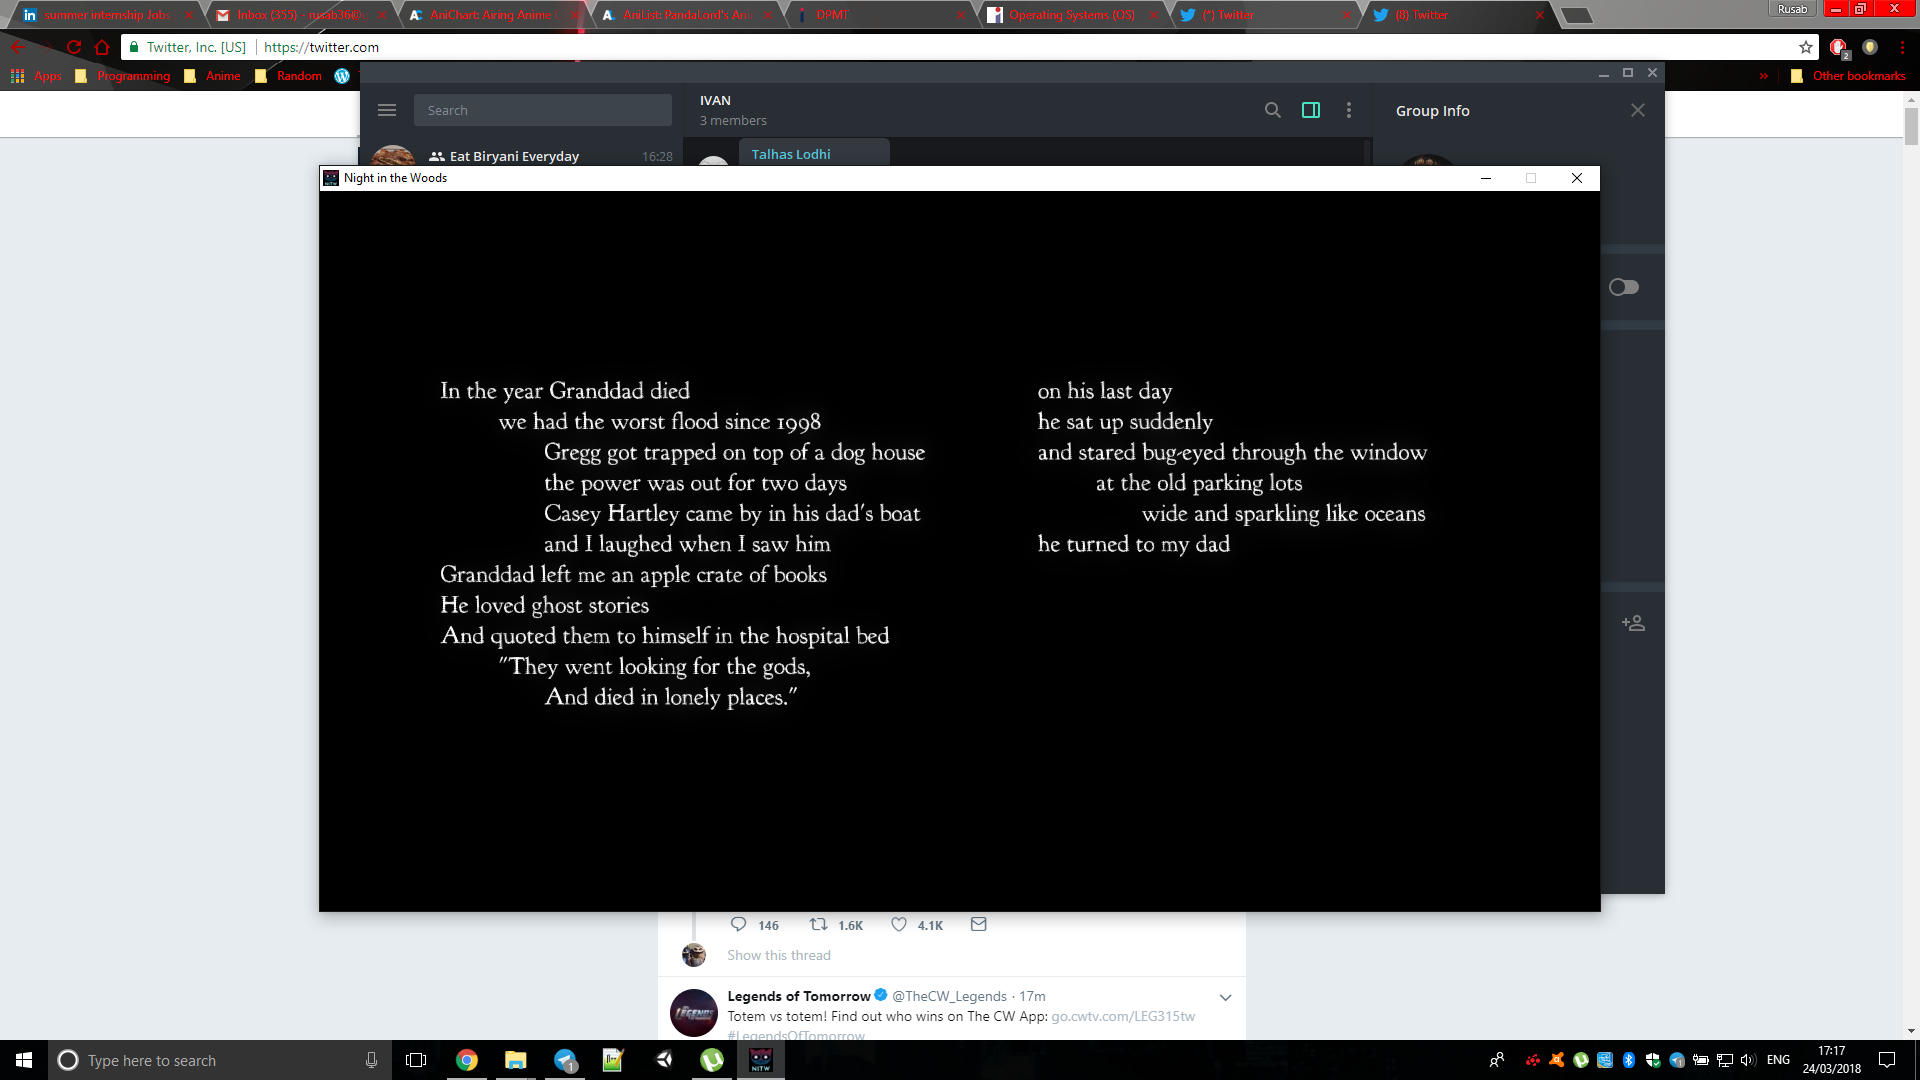 summer internship Jobs
Inbox (355) - rusab36@
AniChart: Airing Anime
AniList: PandaLord's Ani
DPMT
Operating Systems (OS)
(*) Twitter
(8) Twitter
Rusab
Twitter, Inc. [US]
https://twitter.com
2
Apps
Programming
Anime
Random
»
Other bookmarks
Search
IVAN
3 members
Group Info
Eat Biryani Everyday
16:28
Talhas Lodhi
Night in the Woods
In the year Granddad died
we had the worst flood since 1998
Gregg got trapped on top of a dog house
the power was out for two days
Casey Hartley came by in his dad's boat
and I laughed when I saw him
Granddad left me an apple crate of books
He loved ghost stories
And quoted them to himself in the hospital bed
"They went looking for the gods,
And died in lonely places."
on his last day
he sat up suddenly
and stared bug-eyed through the window
at the old parking lots
wide and sparkling like oceans
he turned to my dad
146
1.6K
4.1K
Show this thread
Legends of Tomorrow @TheCW_Legends · 17m
Totem vs totem! Find out who wins on The CW App: go.cwtv.com/LEG315tw
#LegendsOfTomorrow
LEGENDS
Type here to search
1
NITW
ENG
17:17
24/03/2018